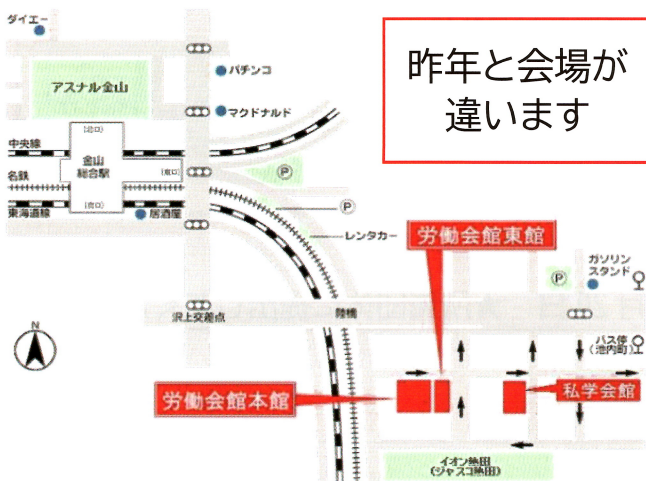 ダイエー
昨年と会場が
違います
パチンコ
アスナル金山
マクドナルド
中央線
(北口)
金山
総合駅
名鉄
(東口)
Ⓟ
(南口)
東海道線
居酒屋
Ⓟ
レンタカー
労働会館東館
ガソリン
スタンド
Ⓟ
沢上交差点
陸橋
N
バス停
(池内町)
労働会館本館
私学会館
イオン熱田
(ジャスコ熱田)